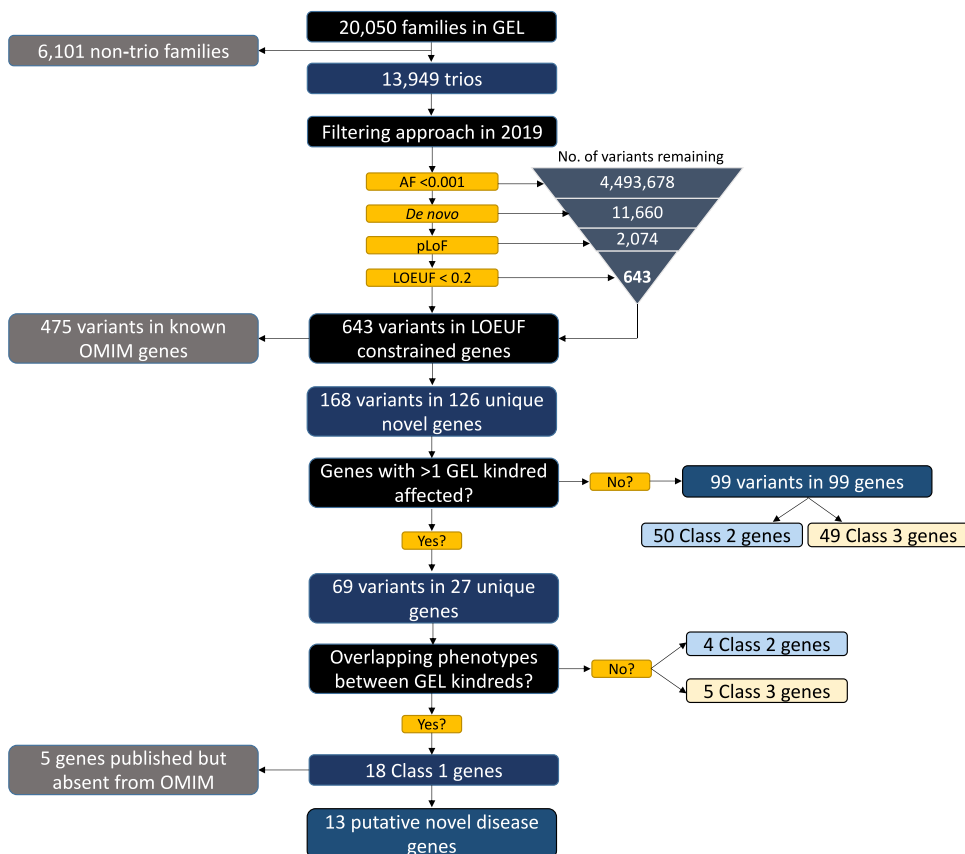 20,050 families in GEL
6,101 non-trio families
13,949 trios
Filtering approach in 2019
No. of variants remaining
AF <0.001
4,493,678
De novo
11,660
pLoF
2,074
LOEUF < 0.2
643
475 variants in known
OMIM genes
643 variants in LOEUF
constrained genes
168 variants in 126 unique
novel genes
Genes with >1 GEL kindred
affected?
No?
99 variants in 99 genes
50 Class 2 genes
49 Class 3 genes
Yes?
69 variants in 27 unique
genes
Overlapping phenotypes
between GEL kindreds?
No?
4 Class 2 genes
5 Class 3 genes
Yes?
5 genes published but
absent from OMIM
18 Class 1 genes
13 putative novel disease
genes